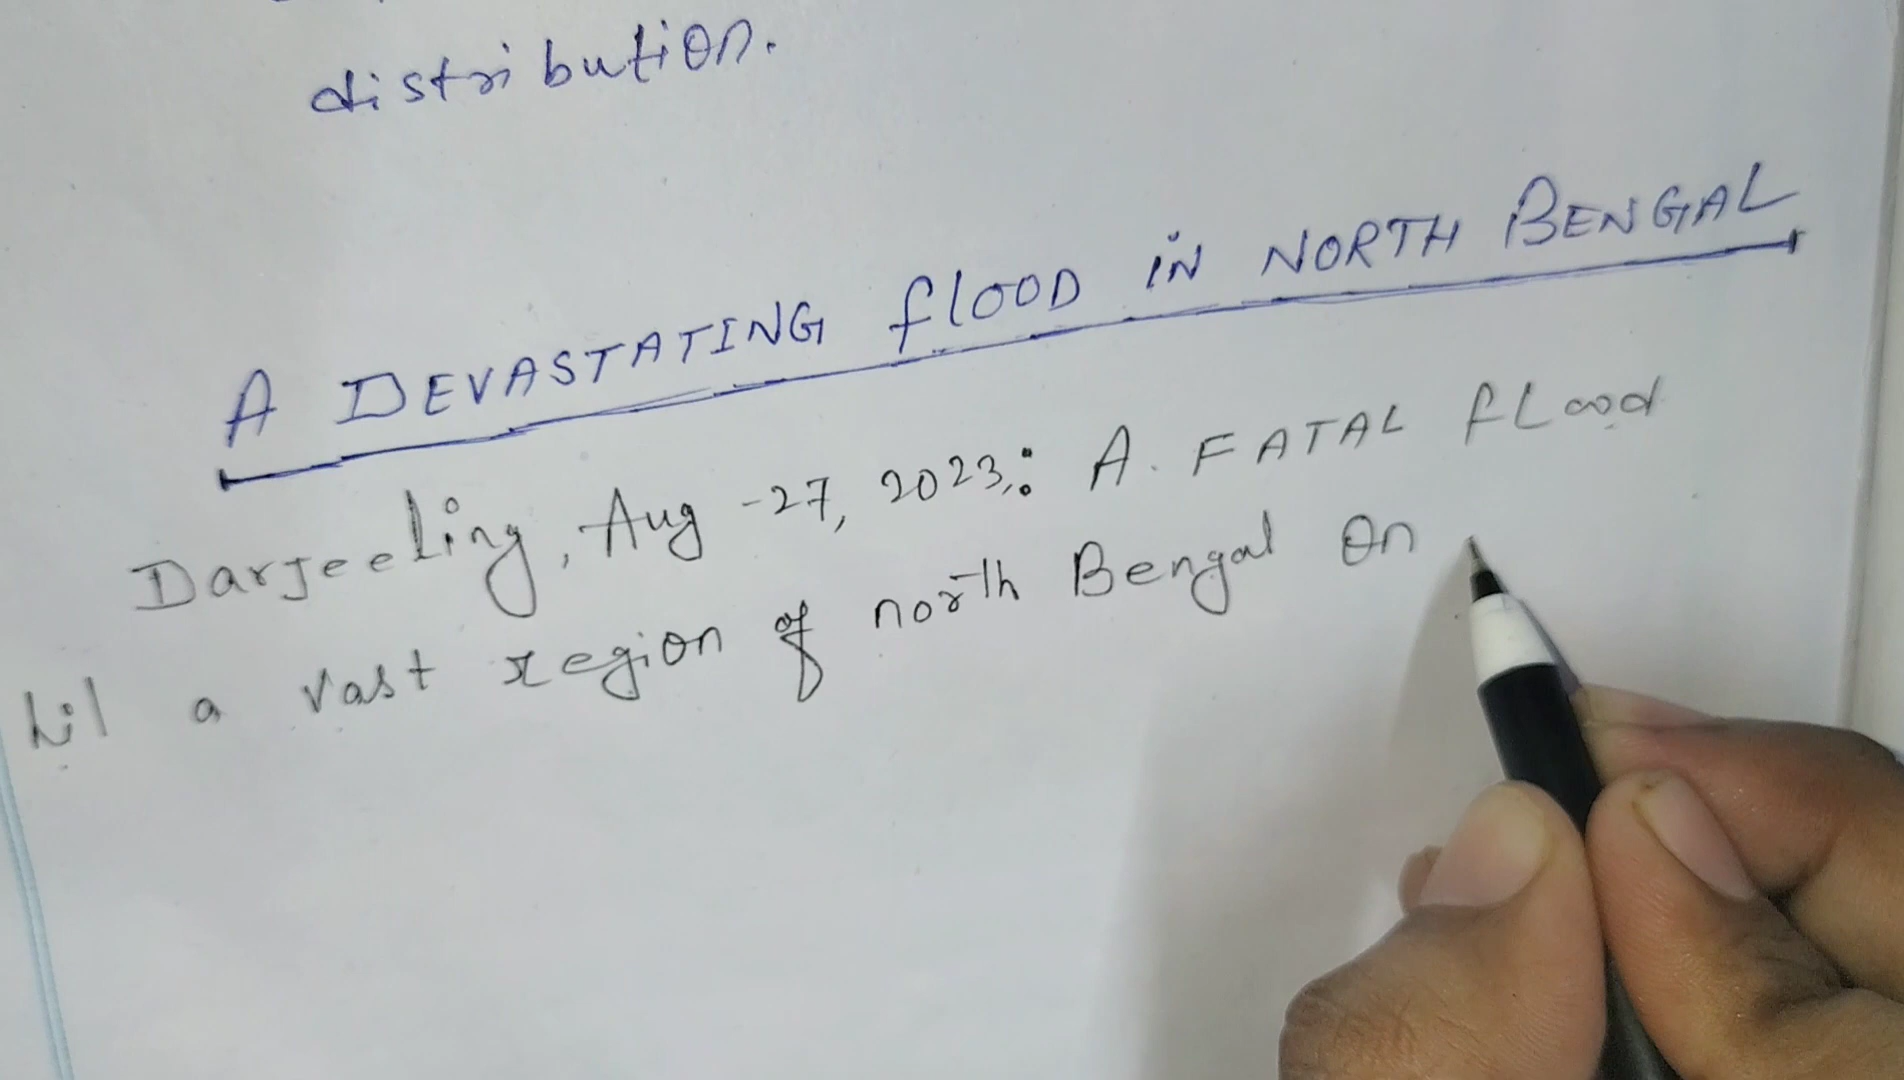 distribution.
A DEVASTATING flOOD iN NORTH BENGAL
Darjeeling, Aug -27, 2023,: A. FATAL fLood
hil a vast region of north Bengal On